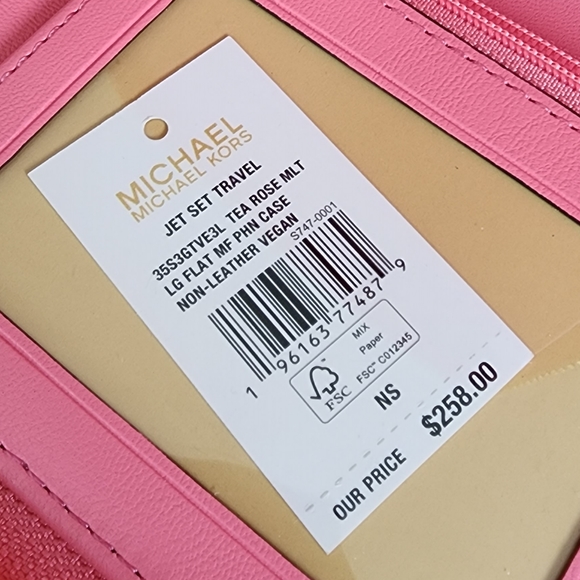 MICHAEL
MICHAEL KORS
JET SET TRAVEL
35S3GTVE3L TEA ROSE MLT
LG FLAT MF PHN CASE
NON-LEATHER VEGAN
S747-0001
1 96163 77487 9
FSC
MIX
Paper
FSC™ C012345
NS
OUR PRICE $258.00